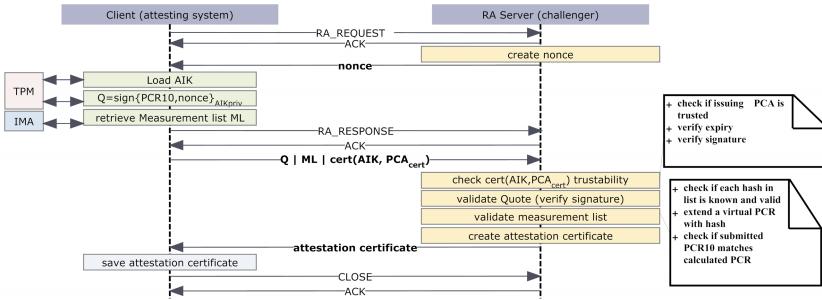 Client (attesting system)
RA Server (challenger)
RA_REQUEST
ACK
create nonce
nonce
TPM
Load AIK
Q=sign{PCR10,nonce}AIKpriv
IMA
retrieve Measurement list ML
RA_RESPONSE
ACK
Q | ML | cert(AIK, PCAcert)
+ check if issuing PCA is
trusted
+ verify expiry
+ verify signature
check cert(AIK,PCAcert) trustability
validate Quote (verify signature)
validate measurement list
create attestation certificate
+ check if each hash in
list is known and valid
+ extend a virtual PCR
with hash
+ check if submitted
PCR10 matches
calculated PCR
attestation certificate
save attestation certificate
CLOSE
ACK